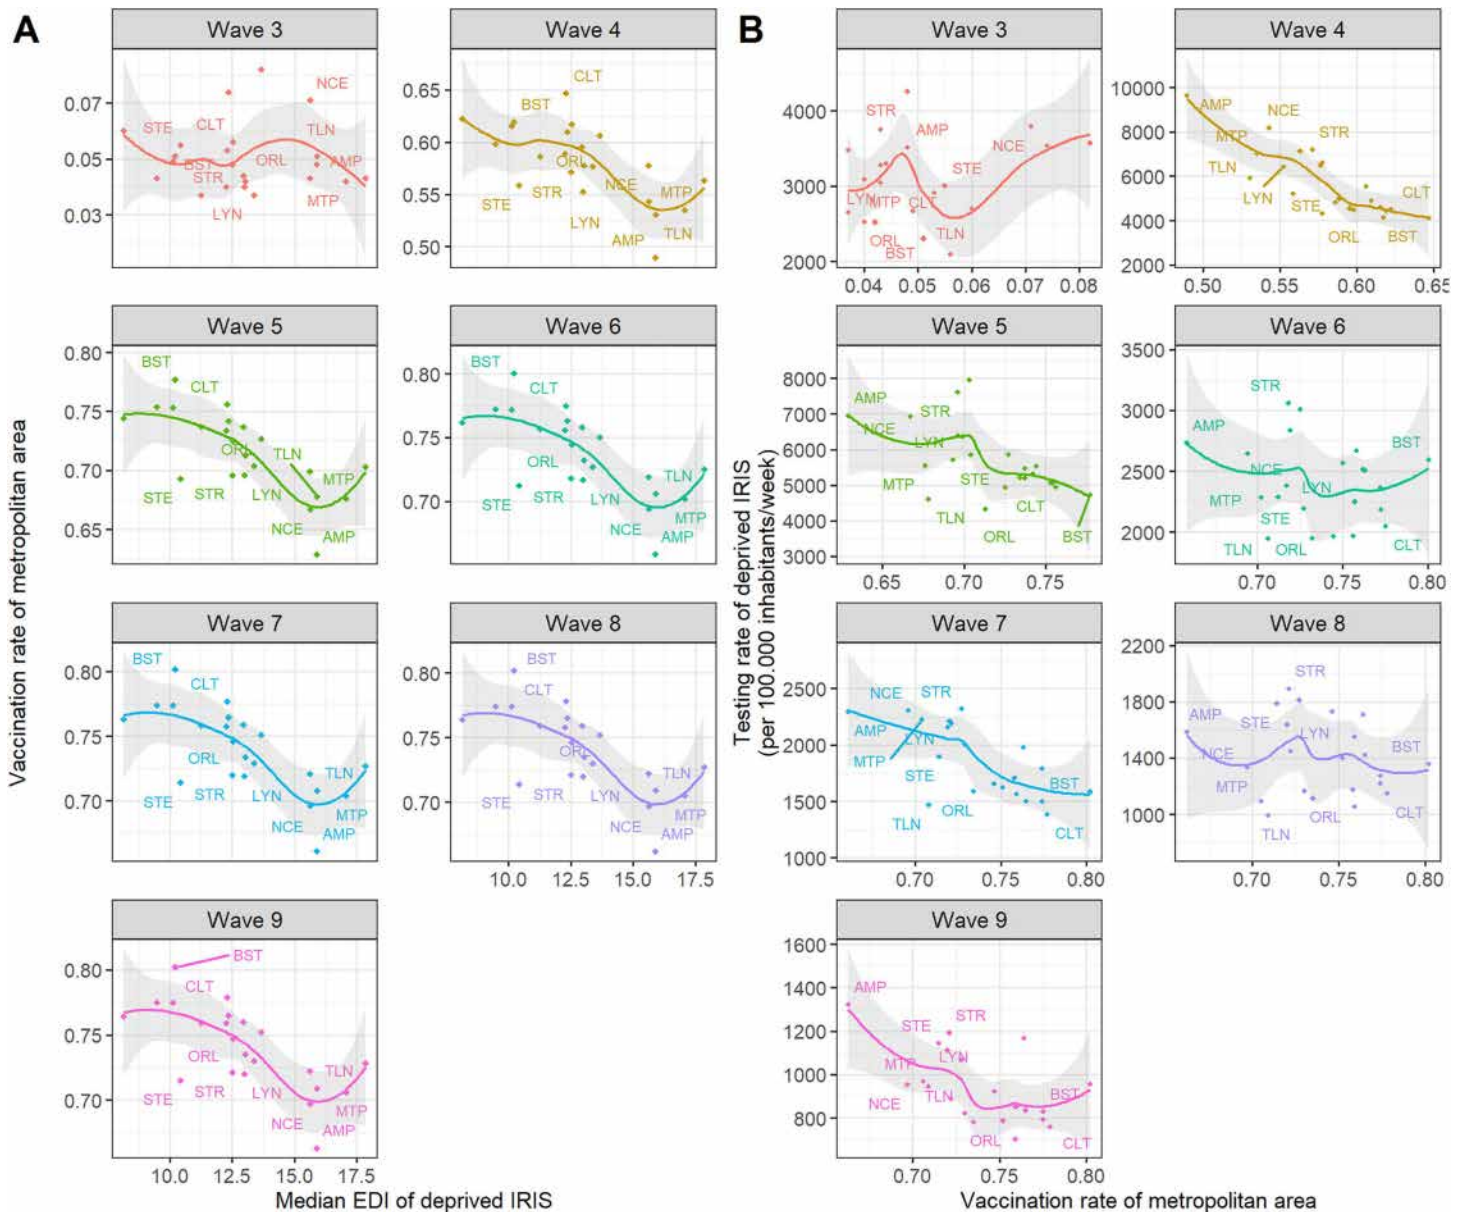 A
B
Wave 3
Wave 4
Wave 3
Wave 4
0.07
0.05
0.03
NCE
STE
CLT
TLN
BST
STR
ORL
AMP
LYN
MTP
0.65
0.60
0.55
0.50
CLT
BST
ORL
STR
NCE
MTP
STE
LYN
AMP
TLN
4000
3000
2000
STR
AMP
STE
NCE
LYN
MTP
CLT
ORL
TLN
BST
0.04 0.05 0.06 0.07 0.08
10000
8000
6000
4000
2000
AMP
NCE
MTP
STR
TLN
LYN
STE
CLT
ORL
BST
0.50 0.55 0.60 0.65
Wave 5
Wave 6
Wave 5
Wave 6
0.80
0.75
0.70
0.65
BST
CLT
ORL
TLN
MTP
STE
STR
LYN
NCE
AMP
0.80
0.75
0.70
BST
CLT
ORL
TLN
STE
STR
LYN
MTP
NCE
AMP
8000
7000
6000
5000
4000
3000
AMP
STR
NCE
LYN
MTP
STE
CLT
TLN
ORL
BST
0.65 0.70 0.75
3500
3000
2500
2000
STR
AMP
BST
NCE
MTP
LYN
STE
TLN
ORL
CLT
0.70 0.75 0.80
Wave 7
Wave 8
Wave 7
Wave 8
0.80
0.75
0.70
BST
CLT
ORL
TLN
STE
STR
LYN
MTP
NCE
AMP
0.80
0.75
0.70
BST
CLT
ORL
TLN
STE
STR
LYN
MTP
NCE
AMP
10.0 12.5 15.0 17.5
2500
2000
1500
1000
NCE
STR
AMP
LYN
MTP
STE
BST
TLN
ORL
CLT
0.70 0.75 0.80
2200
1800
1400
1000
STR
AMP
STE
LYN
NCE
BST
MTP
TLN
ORL
CLT
0.70 0.75 0.80
Wave 9
Wave 9
0.80
0.75
0.70
BST
CLT
ORL
TLN
STE
STR
LYN
MTP
NCE
AMP
10.0 12.5 15.0 17.5
1600
1400
1200
1000
800
AMP
STE
STR
MTP
LYN
NCE
TLN
BST
ORL
CLT
0.70 0.75 0.80
Vaccination rate of metropolitan area
Median EDI of deprived IRIS
Testing rate of deprived IRIS
(per 100.000 inhabitants/week)
Vaccination rate of metropolitan area